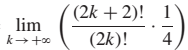 lim k→+∞ ( (2k + 2)! / (2k)! · 1/4 )